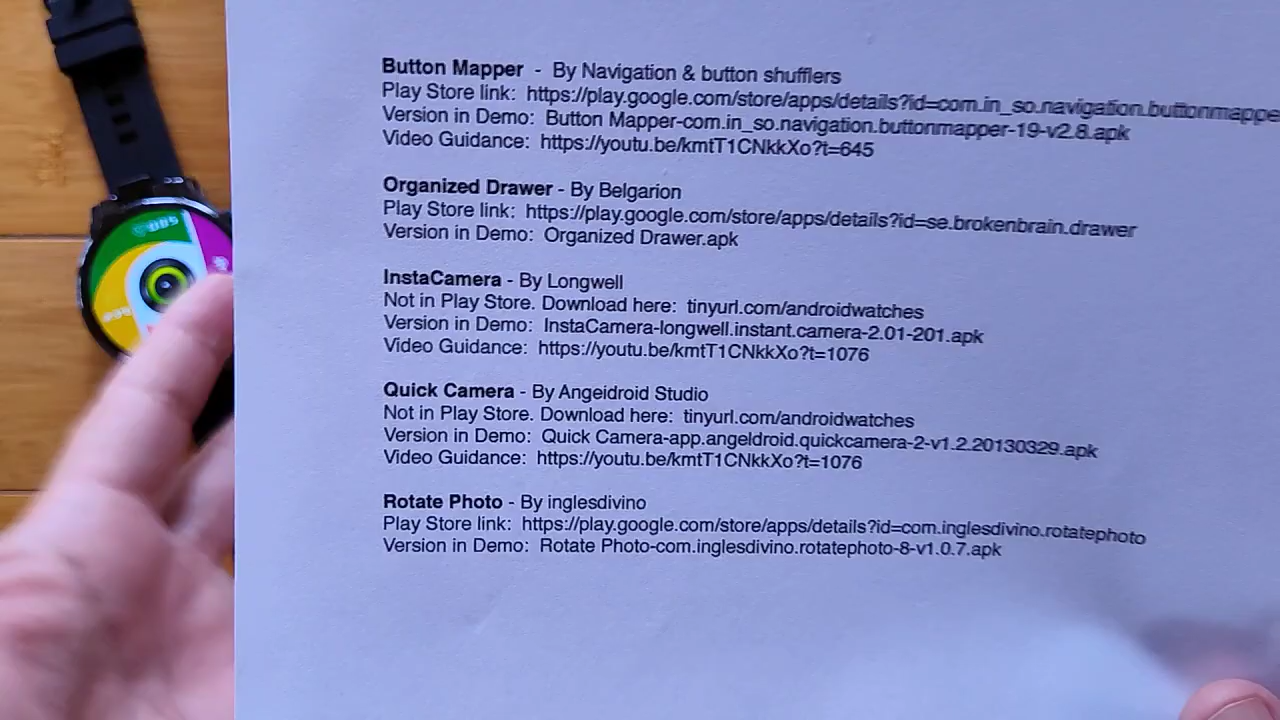 Button Mapper - By Navigation & button shufflers
Play Store link: https://play.google.com/store/apps/details?id=com.in_so.navigation.buttonmappe
Version in Demo: Button Mapper-com.in_so.navigation.buttonmapper-19-v2.8.apk
Video Guidance: https://youtu.be/kmtT1CNkkXo?t=645
Organized Drawer - By Belgarion
Play Store link: https://play.google.com/store/apps/details?id=se.brokenbrain.drawer
Version in Demo: Organized Drawer.apk
InstaCamera - By Longwell
Not in Play Store. Download here: tinyurl.com/androidwatches
Version in Demo: InstaCamera-longwell.instant.camera-2.01-201.apk
Video Guidance: https://youtu.be/kmtT1CNkkXo?t=1076
Quick Camera - By Angeidroid Studio
Not in Play Store. Download here: tinyurl.com/androidwatches
Version in Demo: Quick Camera-app.angeldroid.quickcamera-2-v1.2.20130329.apk
Video Guidance: https://youtu.be/kmtT1CNkkXo?t=1076
Rotate Photo - By inglesdivino
Play Store link: https://play.google.com/store/apps/details?id=com.inglesdivino.rotatephoto
Version in Demo: Rotate Photo-com.inglesdivino.rotatephoto-8-v1.0.7.apk